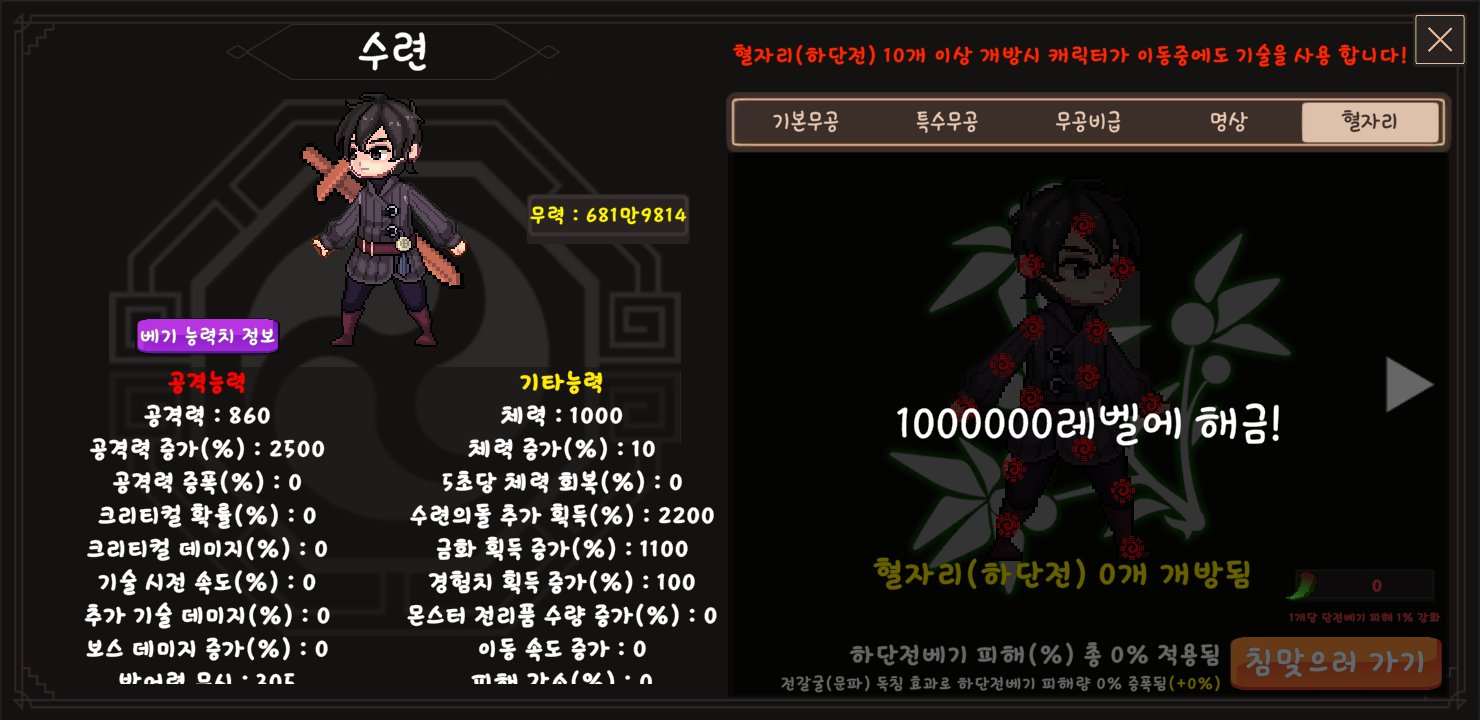 수련
혈자리(하단전) 10개 이상 개방시 캐릭터가 이동중에도 기술을 사용 합니다!
기본무공
특수무공
무공비급
명상
혈자리
무력 : 681만9814
베기 능력치 정보
공격능력
공격력 : 860
공격력 증가(%) : 2500
공격력 증폭(%) : 0
크리티컬 확률(%) : 0
크리티컬 데미지(%) : 0
기술 시전 속도(%) : 0
추가 기술 데미지(%) : 0
보스 데미지 증가(%) : 0
방어력 무시 : 305
기타능력
체력 : 1000
체력 증가(%) : 10
5초당 체력 회복(%) : 0
수련의돌 추가 획득(%) : 2200
금화 획득 증가(%) : 1100
경험치 획득 증가(%) : 100
몬스터 전리품 수량 증가(%) : 0
이동 속도 증가 : 0
피해 감소(%) : 0
1000000레벨에 해금!
혈자리(하단전) 0개 개방됨
0
1개당 단전베기 피해 1% 강화
하단전베기 피해(%) 총 0% 적용됨
전갈굴(문파) 독침 효과로 하단전베기 피해량 0% 증폭됨(+0%)
침맞으러 가기